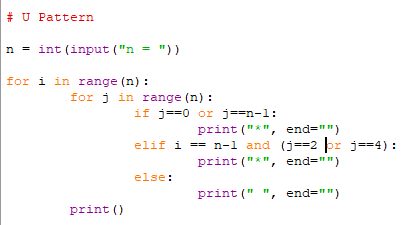 # U Pattern
n = int(input("n = "))
for i in range(n):
for j in range(n):
if j==0 or j==n-1:
print("*", end="")
elif i == n-1 and (j==2 or j==4):
print("*", end="")
else:
print(" ", end="")
print()